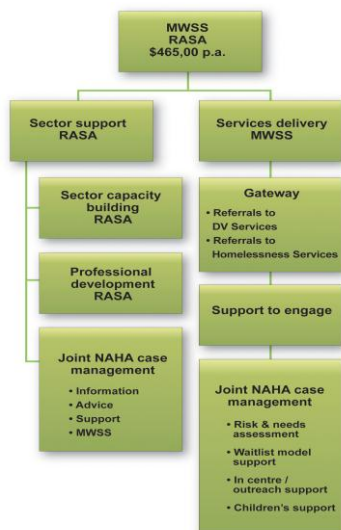 MWSS
RASA
$465,00 p.a.
Sector support
RASA
Sector capacity
building
RASA
Professional
development
RASA
Joint NAHA case
management
• Information
• Advice
• Support
• MWSS
Services delivery
MWSS
Gateway
• Referrals to
DV Services
• Referrals to
Homelessness Services
Support to engage
Joint NAHA case
management
• Risk & needs
assessment
• Waitlist model
support
• In centre /
outreach support
• Children's support